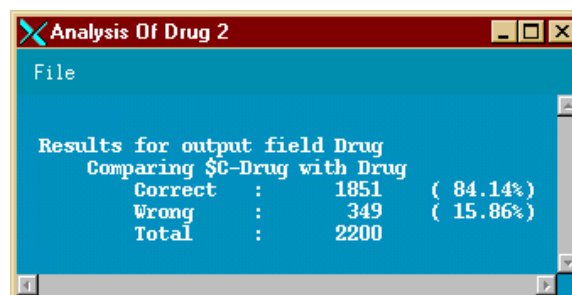 Analysis Of Drug 2
File
Results for output field Drug
Comparing $C-Drug with Drug
Correct : 1851 ( 84.14%)
Wrong : 349 ( 15.86%)
Total : 2200